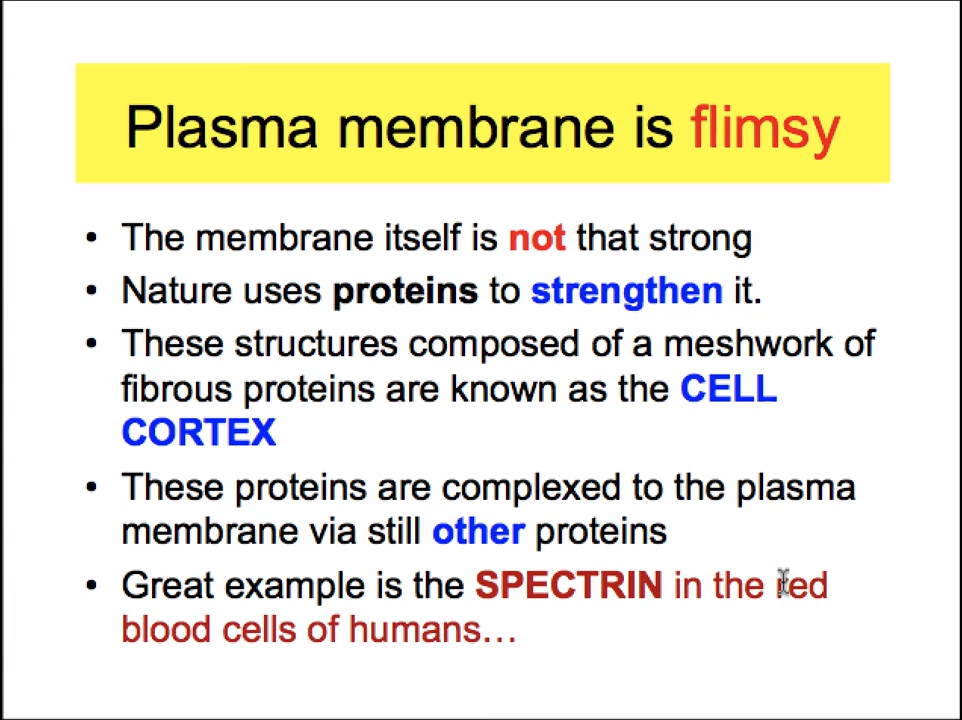 Plasma membrane is flimsy
• The membrane itself is not that strong
• Nature uses proteins to strengthen it.
• These structures composed of a meshwork of
fibrous proteins are known as the CELL
CORTEX
• These proteins are complexed to the plasma
membrane via still other proteins
• Great example is the SPECTRIN in the red
blood cells of humans…